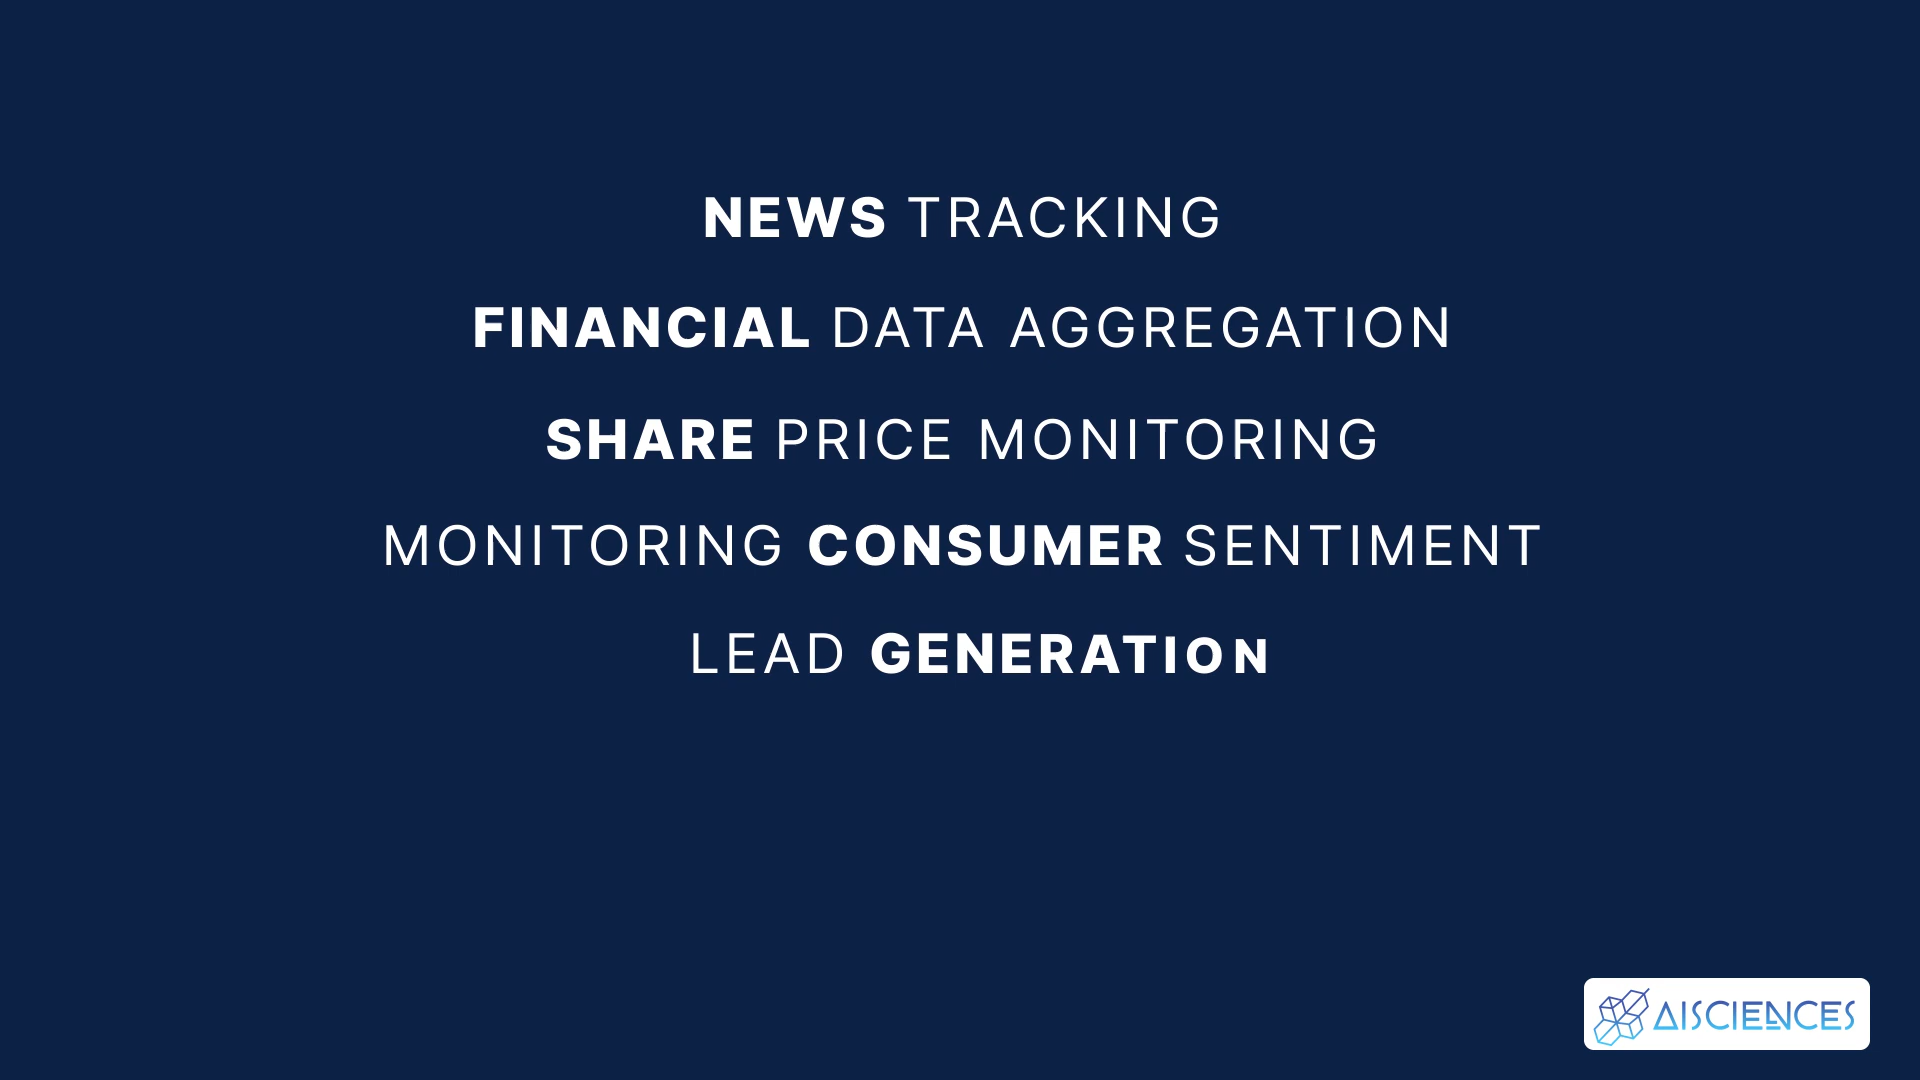 NEWS TRACKING
FINANCIAL DATA AGGREGATION
SHARE PRICE MONITORING
MONITORING CONSUMER SENTIMENT
LEAD GENERATION
AISCIENCES